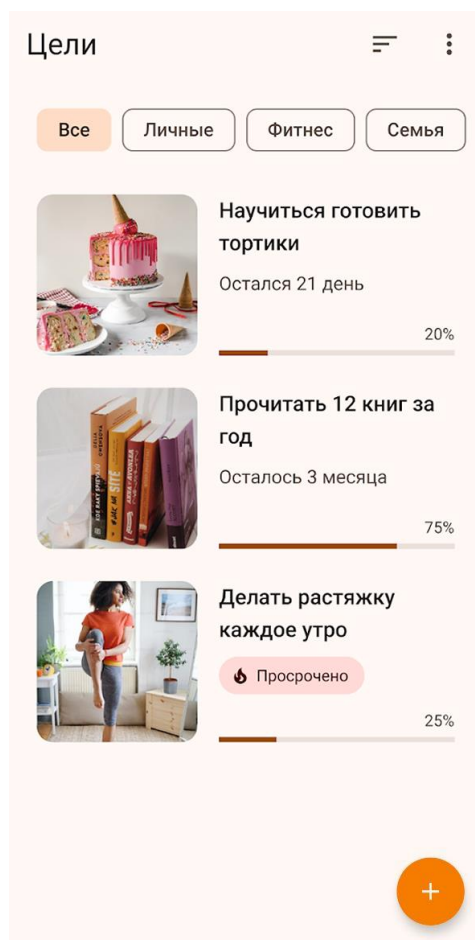 Цели
Все
Личные
Фитнес
Семья
Научиться готовить
тортики
Остался 21 день
20%
Прочитать 12 книг за
год
Осталось 3 месяца
75%
Делать растяжку
каждое утро
Просрочено
25%